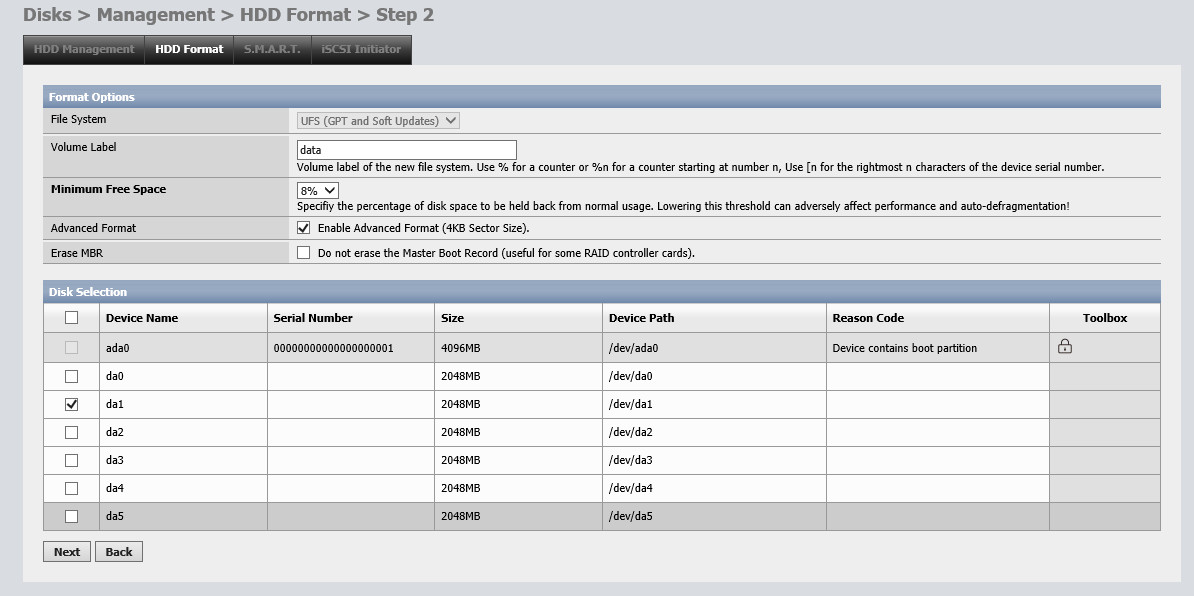 Disks > Management > HDD Format > Step 2
HDD Management HDD Format S.M.A.R.T. iSCSI Initiator
Format Options
File System UFS (GPT and Soft Updates)
Volume Label data
Volume label of the new file system. Use % for a counter or %n for a counter starting at number n, Use [n for the rightmost n characters of the device serial number.
Minimum Free Space 8%
Specifiy the percentage of disk space to be held back from normal usage. Lowering this threshold can adversely affect performance and auto-defragmentation!
Advanced Format Enable Advanced Format (4KB Sector Size).
Erase MBR Do not erase the Master Boot Record (useful for some RAID controller cards).
Disk Selection
Device Name Serial Number Size Device Path Reason Code Toolbox
ada0 00000000000000000001 4096MB /dev/ada0 Device contains boot partition
da0 2048MB /dev/da0
da1 2048MB /dev/da1
da2 2048MB /dev/da2
da3 2048MB /dev/da3
da4 2048MB /dev/da4
da5 2048MB /dev/da5
Next Back